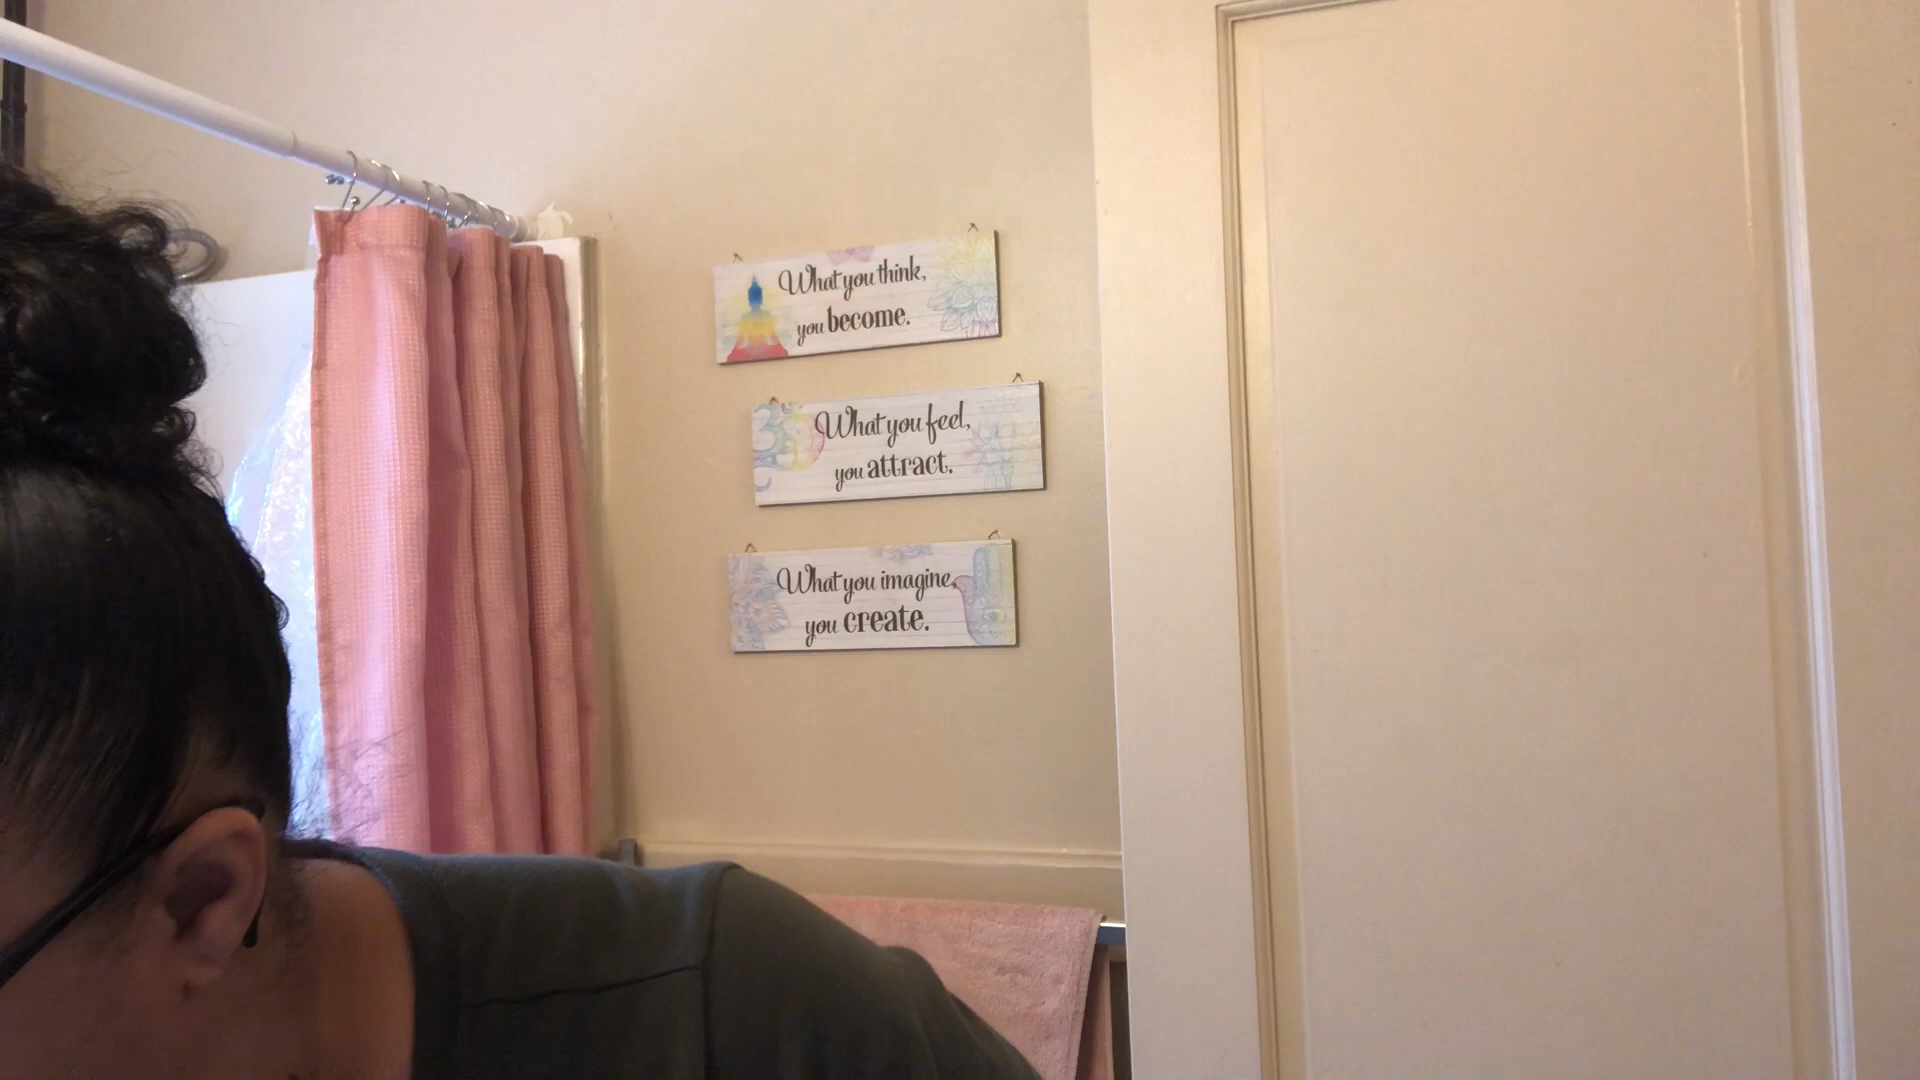 What you think,
you become.
What you feel,
you attract.
What you imagine,
you create.